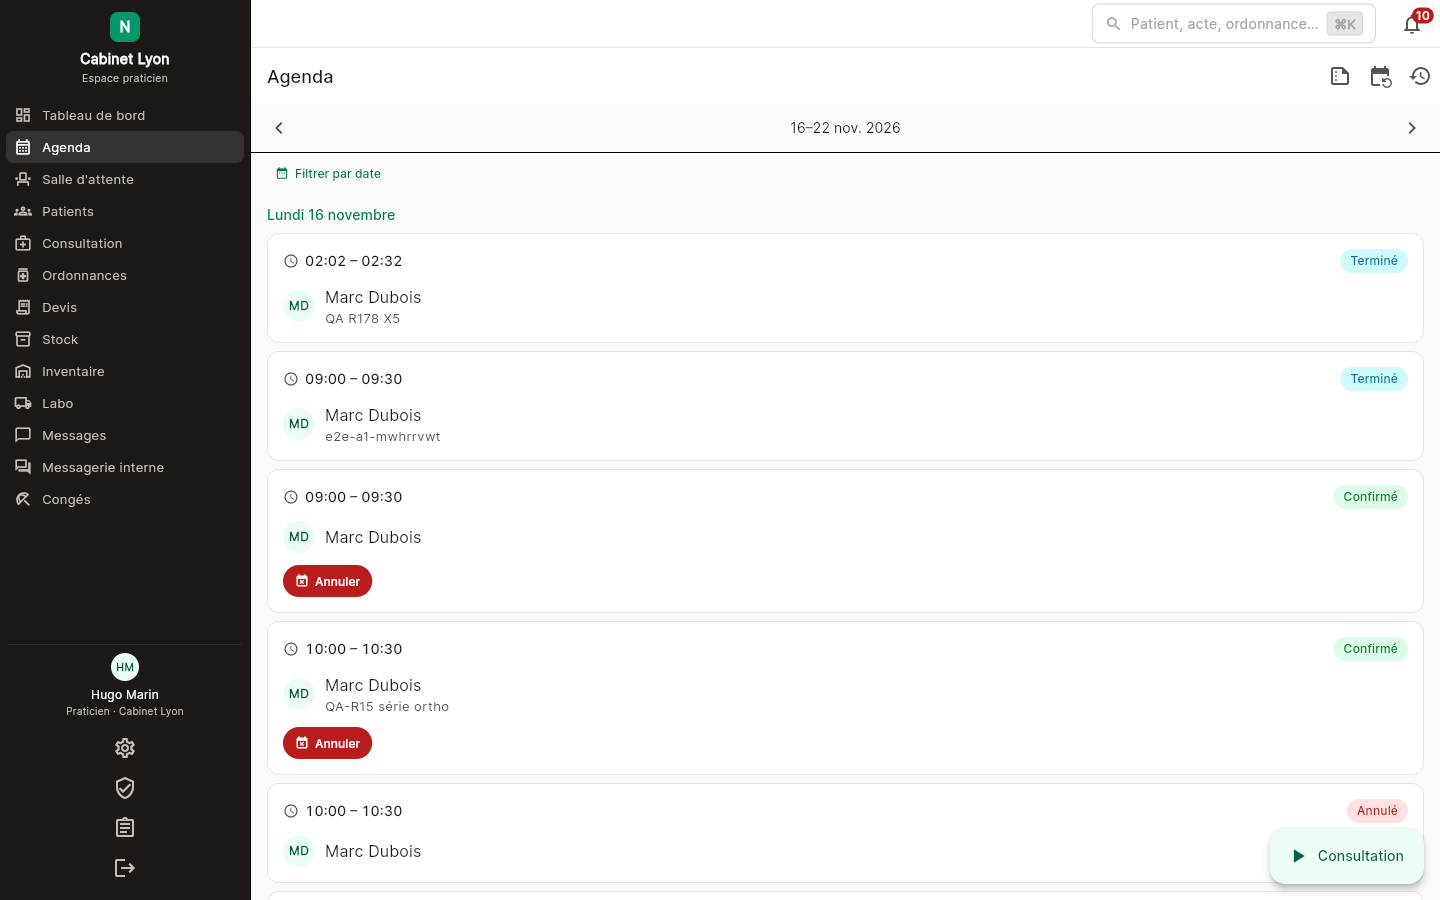 N
Cabinet Lyon
Espace praticien
Tableau de bord
Agenda
Salle d'attente
Patients
Consultation
Ordonnances
Devis
Stock
Inventaire
Labo
Messages
Messagerie interne
Congés
HM
Hugo Marin
Praticien · Cabinet Lyon
Patient, acte, ordonnance... ⌘K
10
Agenda
16–22 nov. 2026
Filtrer par date
Lundi 16 novembre
02:02 – 02:32 Terminé
MD Marc Dubois
QA R178 X5
09:00 – 09:30 Terminé
MD Marc Dubois
e2e-a1-mwhrrvwt
09:00 – 09:30 Confirmé
MD Marc Dubois
Annuler
10:00 – 10:30 Confirmé
MD Marc Dubois
QA-R15 série ortho
Annuler
10:00 – 10:30 Annulé
MD Marc Dubois
Consultation